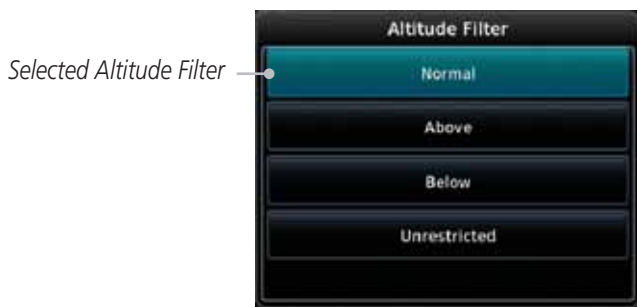 Altitude Filter
Selected Altitude Filter
Normal
Above
Below
Unrestricted